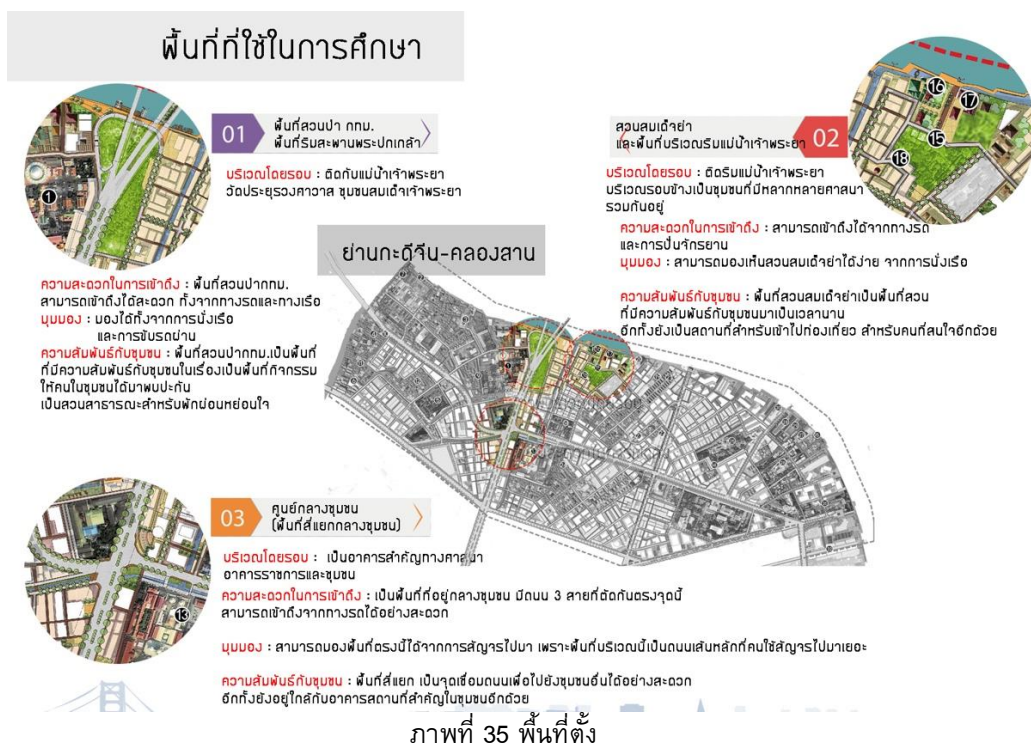 พื้นที่ที่ใช้ในการศึกษา
01
พื้นที่สวนป่า กทม.
พื้นที่ริมสะพานพระปกเกล้า
บริเวณโดยรอบ : ติดกับแม่น้ำเจ้าพระยา
วัดประยุรวงศาวาส ชุมชนสมเด็จเจ้าพระยา
1
ความสะดวกในการเข้าถึง : พื้นที่สวนป่ากทม.
สามารถเข้าถึงได้สะดวก ทั้งจากทางรถและทางเรือ
มุมมอง : มองได้ทั้งจากการนั่งเรือ
และการขับรถผ่าน
ความสัมพันธ์กับชุมชน : พื้นที่สวนป่ากทม.เป็นพื้นที่
ที่มีความสัมพันธ์กับชุมชนในเรื่องเป็นพื้นที่กิจกรรม
ให้คนในชุมชนได้มาพบปะกัน
เป็นสวนสาธารณะสำหรับพักผ่อนหย่อนใจ
สวนสมเด็จย่า
และพื้นที่บริเวณริมแม่น้ำเจ้าพระยา
02
16
17
15
18
บริเวณโดยรอบ : ติดริมแม่น้ำเจ้าพระยา
บริเวณรอบข้างเป็นชุมชนที่มีหลากหลายศาสนา
รวมกันอยู่
ความสะดวกในการเข้าถึง : สามารถเข้าถึงได้จากทางรถ
และการปั่นจักรยาน
มุมมอง : สามารถมองเห็นสวนสมเด็จย่าได้ง่าย จากการนั่งเรือ
ความสัมพันธ์กับชุมชน : พื้นที่สวนสมเด็จย่าเป็นพื้นที่สวน
ที่มีความสัมพันธ์กับชุมชนมาเป็นเวลานาน
อีกทั้งยังเป็นสถานที่สำหรับเข้าไปท่องเที่ยว สำหรับคนที่สนใจอีกด้วย
ย่านกะดีจีน-คลองสาน
03
ศูนย์กลางชุมชน
(พื้นที่สี่แยกกลางชุมชน)
13
บริเวณโดยรอบ : เป็นอาคารสำคัญทางศาสนา
อาคารราชการและชุมชน
ความสะดวกในการเข้าถึง : เป็นพื้นที่ที่อยู่กลางชุมชน มีถนน 3 สายที่ตัดกันตรงจุดนี้
สามารถเข้าถึงจากทางรถได้อย่างสะดวก
มุมมอง : สามารถมองพื้นที่ตรงนี้ได้จากการสัญจรไปมา เพราะพื้นที่บริเวณนี้เป็นถนนเส้นหลักที่คนใช้สัญจรไปมาเยอะ
ความสัมพันธ์กับชุมชน : พื้นที่สี่แยก เป็นจุดเชื่อมถนนเพื่อไปยังชุมชนอื่นได้อย่างสะดวก
อีกทั้งยังอยู่ใกล้กับอาคารสถานที่สำคัญในชุมชนอีกด้วย
ภาพที่ 35 พื้นที่ตั้ง